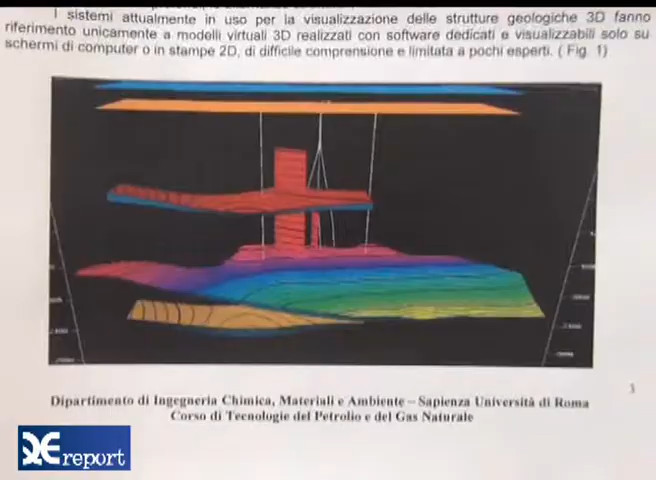 I sistemi attualmente in uso per la visualizzazione delle strutture geologiche 3D fanno
riferimento unicamente a modelli virtuali 3D realizzati con software dedicati e visualizzabili solo su
schermi di computer o in stampe 2D, di difficile comprensione e limitata a pochi esperti. ( Fig. 1)
3
Dipartimento di Ingegneria Chimica, Materiali e Ambiente – Sapienza Università di Roma
Corso di Tecnologie del Petrolio e del Gas Naturale
report